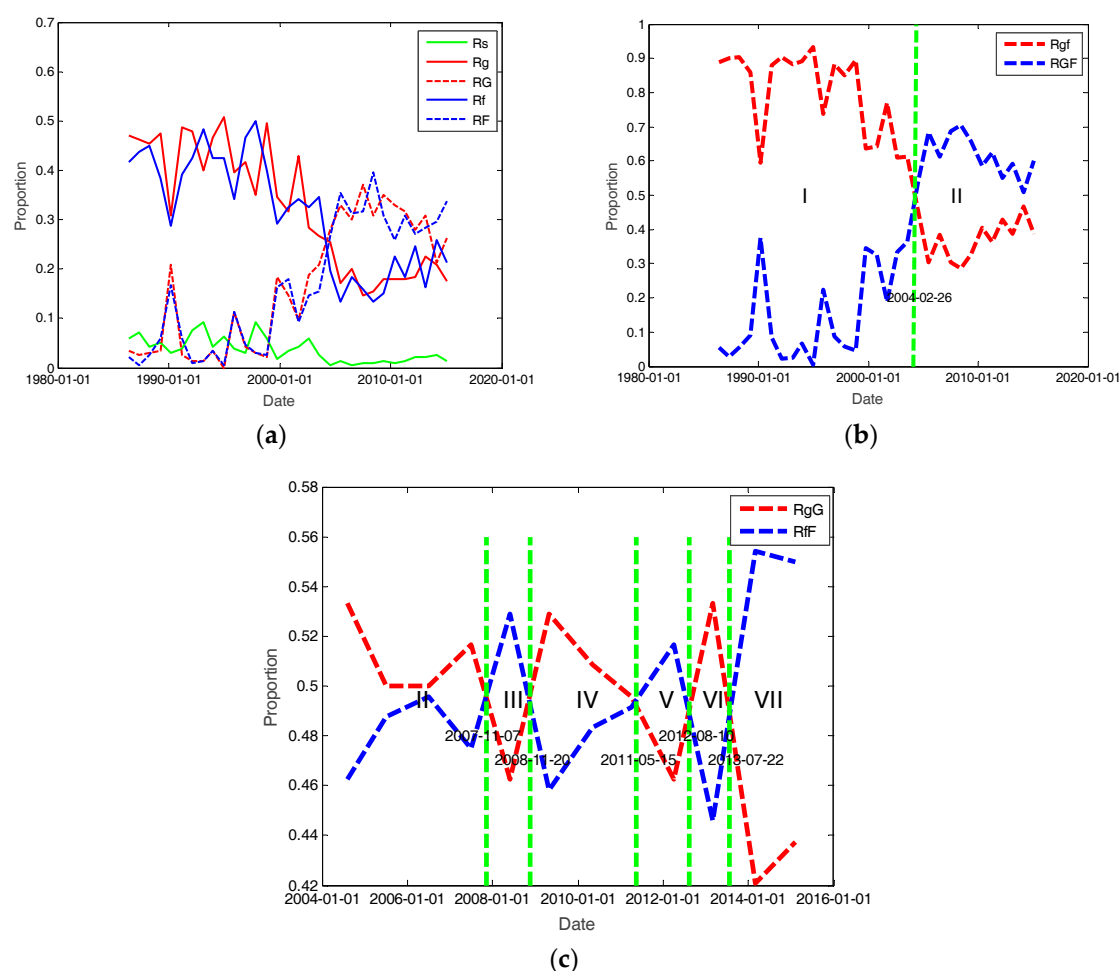 0.7
0.6
0.5
0.4
0.3
0.2
0.1
0
Proportion
1980-01-01 1990-01-01 2000-01-01 2010-01-01 2020-01-01
Date
Rs
Rg
RG
Rf
RF
(a)
1
0.9
0.8
0.7
0.6
0.5
0.4
0.3
0.2
0.1
0
Proportion
1980-01-01 1990-01-01 2000-01-01 2010-01-01 2020-01-01
Date
Rgf
RGF
I
II
2004-02-26
(b)
0.58
0.56
0.54
0.52
0.5
0.48
0.46
0.44
0.42
Proportion
2004-01-01 2006-01-01 2008-01-01 2010-01-01 2012-01-01 2014-01-01 2016-01-01
Date
RgG
RfF
II III IV V VI VII
2007-11-07
2008-11-20
2011-05-15
2012-08-10
2013-07-22
(c)